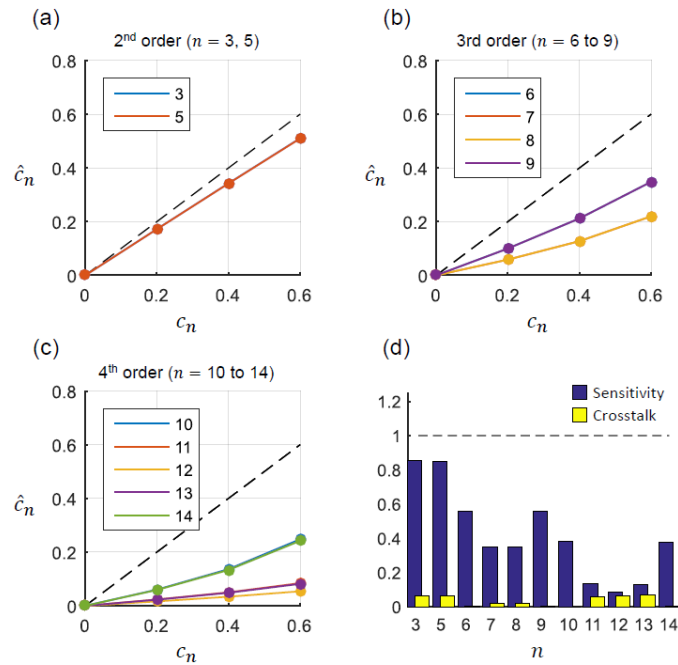 (a)
2nd order (n = 3, 5)
0.8
0.6
0.4
0.2
0
ĉn
3
5
0 0.2 0.4 0.6
cn
(b)
3rd order (n = 6 to 9)
0.8
0.6
0.4
0.2
0
ĉn
6
7
8
9
0 0.2 0.4 0.6
cn
(c)
4th order (n = 10 to 14)
0.8
0.6
0.4
0.2
0
ĉn
10
11
12
13
14
0 0.2 0.4 0.6
cn
(d)
Sensitivity
Crosstalk
1.2
1
0.8
0.6
0.4
0.2
0
3 5 6 7 8 9 10 11 12 13 14
n